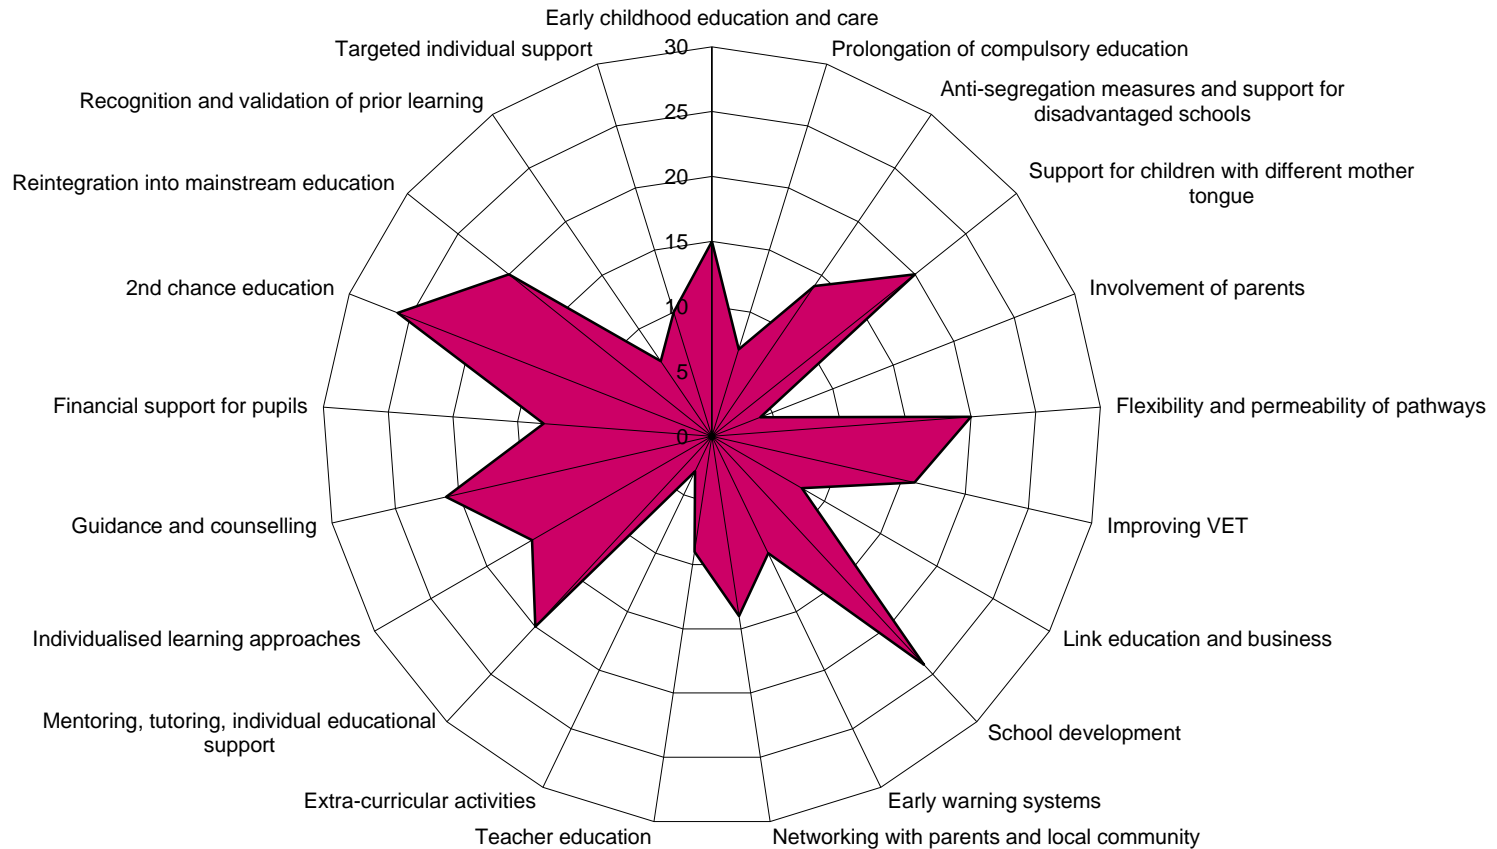 Early childhood education and care
Prolongation of compulsory education
Anti-segregation measures and support for
disadvantaged schools
Support for children with different mother
tongue
Involvement of parents
Flexibility and permeability of pathways
Improving VET
Link education and business
School development
Early warning systems
Networking with parents and local community
Teacher education
Extra-curricular activities
Mentoring, tutoring, individual educational
support
Individualised learning approaches
Guidance and counselling
Financial support for pupils
2nd chance education
Reintegration into mainstream education
Recognition and validation of prior learning
Targeted individual support
30
25
20
15
10
5
0